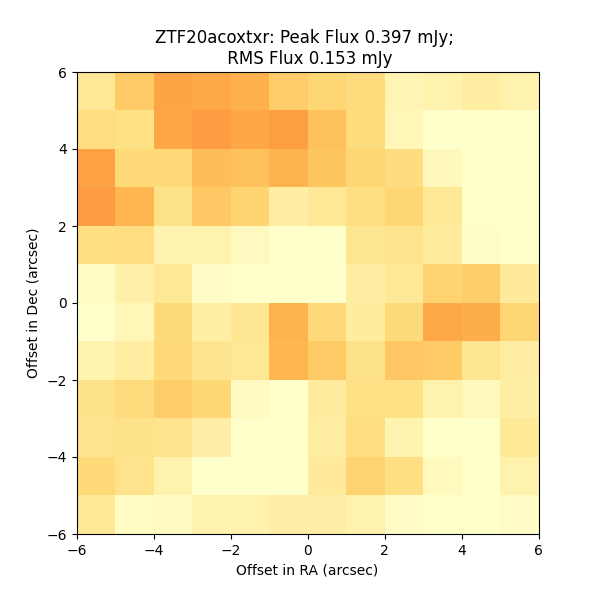 ZTF20acoxtxr: Peak Flux 0.397 mJy;
RMS Flux 0.153 mJy
6
4
2
0
−2
−4
−6
Offset in Dec (arcsec)
−6 −4 −2 0 2 4 6
Offset in RA (arcsec)